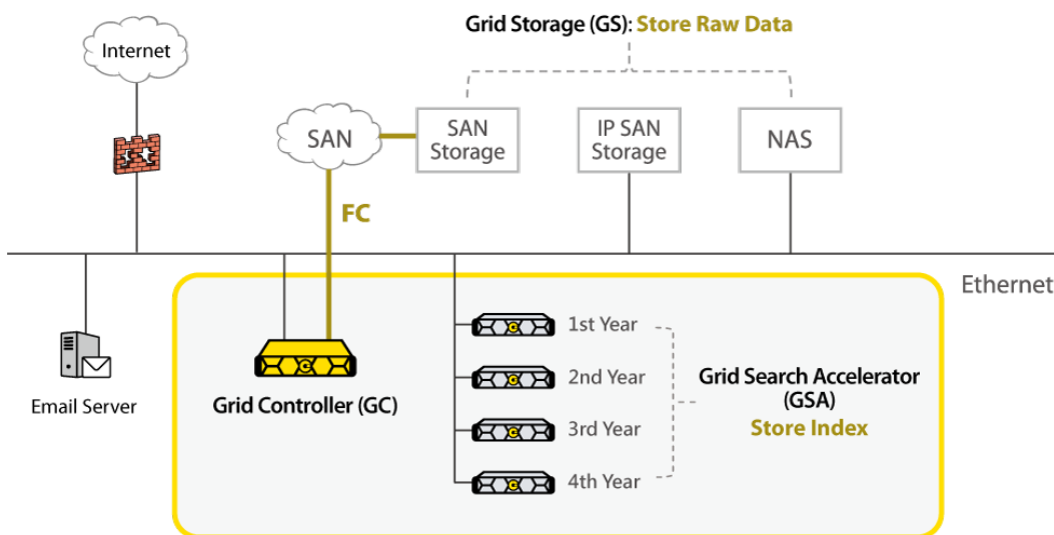 Grid Storage (GS): Store Raw Data
Internet
SAN
SAN
Storage
IP SAN
Storage
NAS
FC
Ethernet
Email Server
Grid Controller (GC)
1st Year
2nd Year
3rd Year
4th Year
Grid Search Accelerator
(GSA)
Store Index